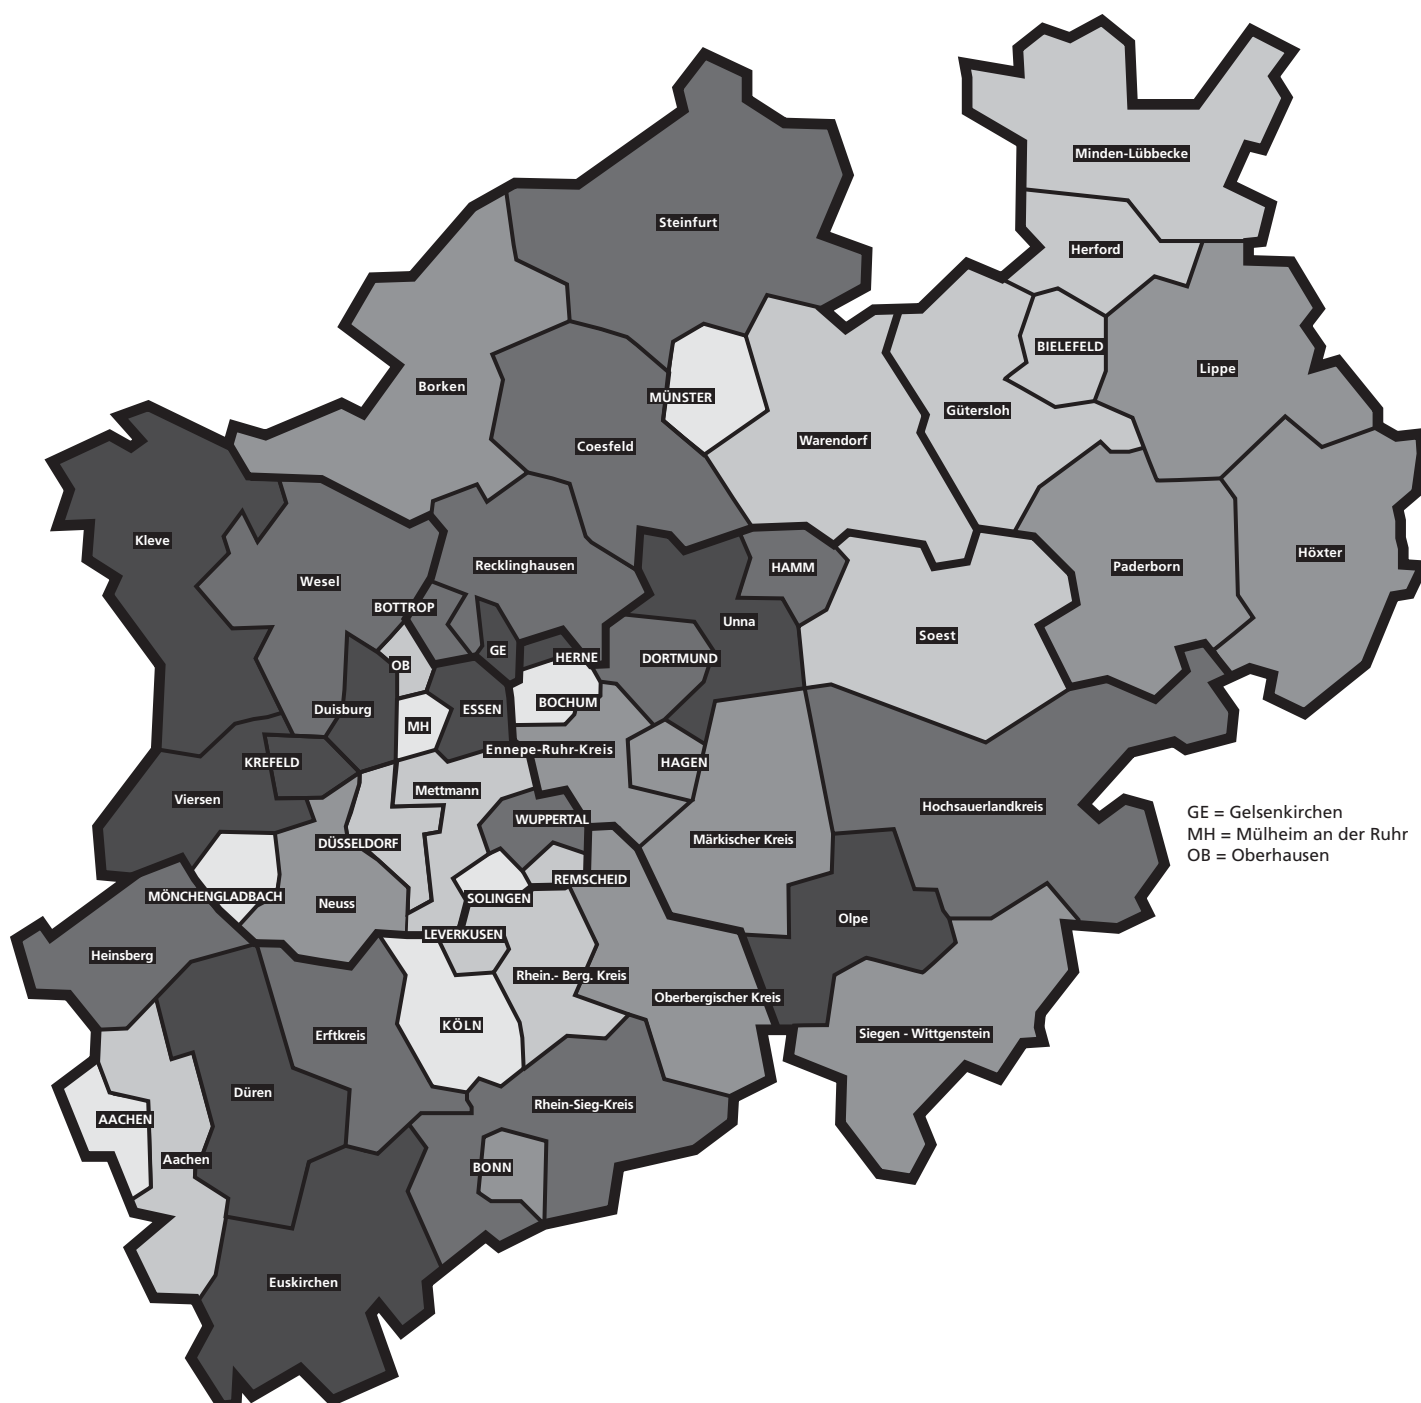 Minden-Lübbecke
Steinfurt
Herford
BIELEFELD
Lippe
Borken
MÜNSTER
Gütersloh
Warendorf
Coesfeld
Kleve
Höxter
Recklinghausen
HAMM
Paderborn
Wesel
BOTTROP
Unna
Soest
GE
HERNE
DORTMUND
OB
BOCHUM
Duisburg
ESSEN
MH
Ennepe-Ruhr-Kreis
KREFELD
HAGEN
Mettmann
Viersen
Hochsauerlandkreis
GE = Gelsenkirchen
MH = Mülheim an der Ruhr
OB = Oberhausen
WUPPERTAL
DÜSSELDORF
Märkischer Kreis
REMSCHEID
MÖNCHENGLADBACH
SOLINGEN
Neuss
Olpe
LEVERKUSEN
Heinsberg
Rhein.- Berg. Kreis
Oberbergischer Kreis
KÖLN
Erftkreis
Siegen - Wittgenstein
Düren
Rhein-Sieg-Kreis
AACHEN
Aachen
BONN
Euskirchen